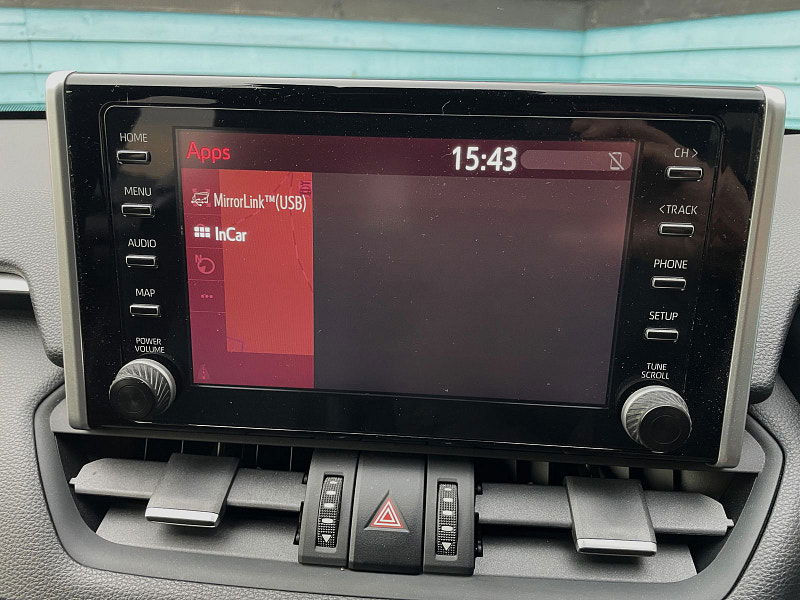 HOME
MENU
AUDIO
MAP
POWER
VOLUME
Apps
15:43
MirrorLink™(USB)
InCar
N
CH >
< TRACK
PHONE
SETUP
TUNE
SCROLL